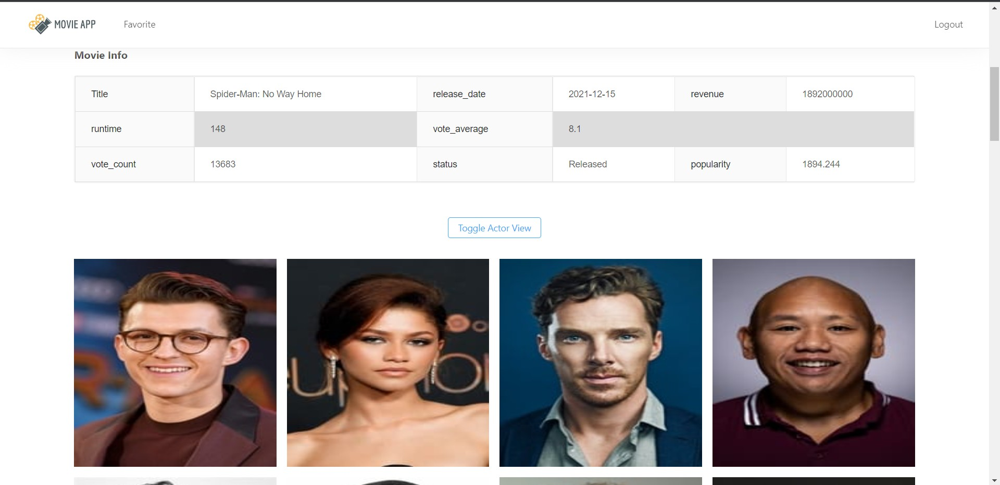 MOVIE APP Favorite Logout
Movie Info
Title Spider-Man: No Way Home release_date 2021-12-15 revenue 1892000000
runtime 148 vote_average 8.1
vote_count 13683 status Released popularity 1894.244
Toggle Actor View